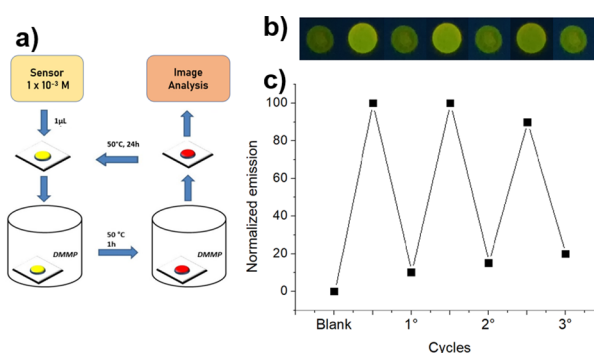 a)
Sensor
1 x 10⁻³ M
Image
Analysis
1µL
50°C, 24h
50 °C
1h
DMMP
DMMP
b)
c)
Normalized emission
100
80
60
40
20
0
Blank
1°
2°
3°
Cycles